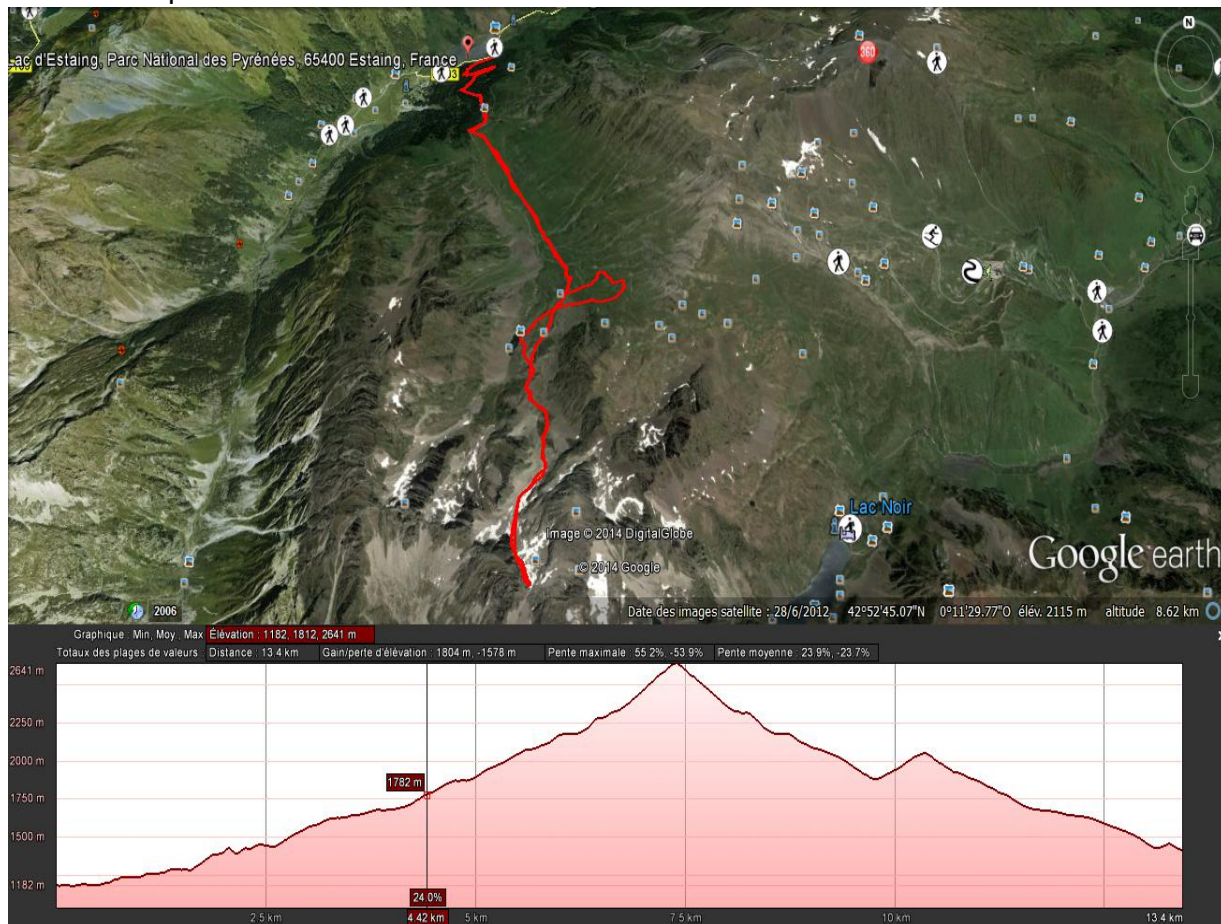 Lac d'Estaing, Parc National des Pyrénées, 65400 Estaing, France
N
360
Lac Noir
Image © 2014 DigitalGlobe
© 2014 Google
Google earth
2006
Date des images satellite : 28/6/2012 42°52'45.07"N 0°11'29.77"O élév. 2115 m altitude 8.62 km
Graphique : Min, Moy, Max Élévation : 1182, 1812, 2641 m
Totaux des plages de valeurs Distance : 13.4 km Gain/perte d'élévation : 1804 m, -1578 m Pente maximale : 55.2%, -53.9% Pente moyenne : 23.9%, -23.7%
2641 m
2250 m
2000 m
1782 m
1750 m
1500 m
1182 m
24.0%
2.5 km 4.42 km 5 km 7.5 km 10 km 13.4 km